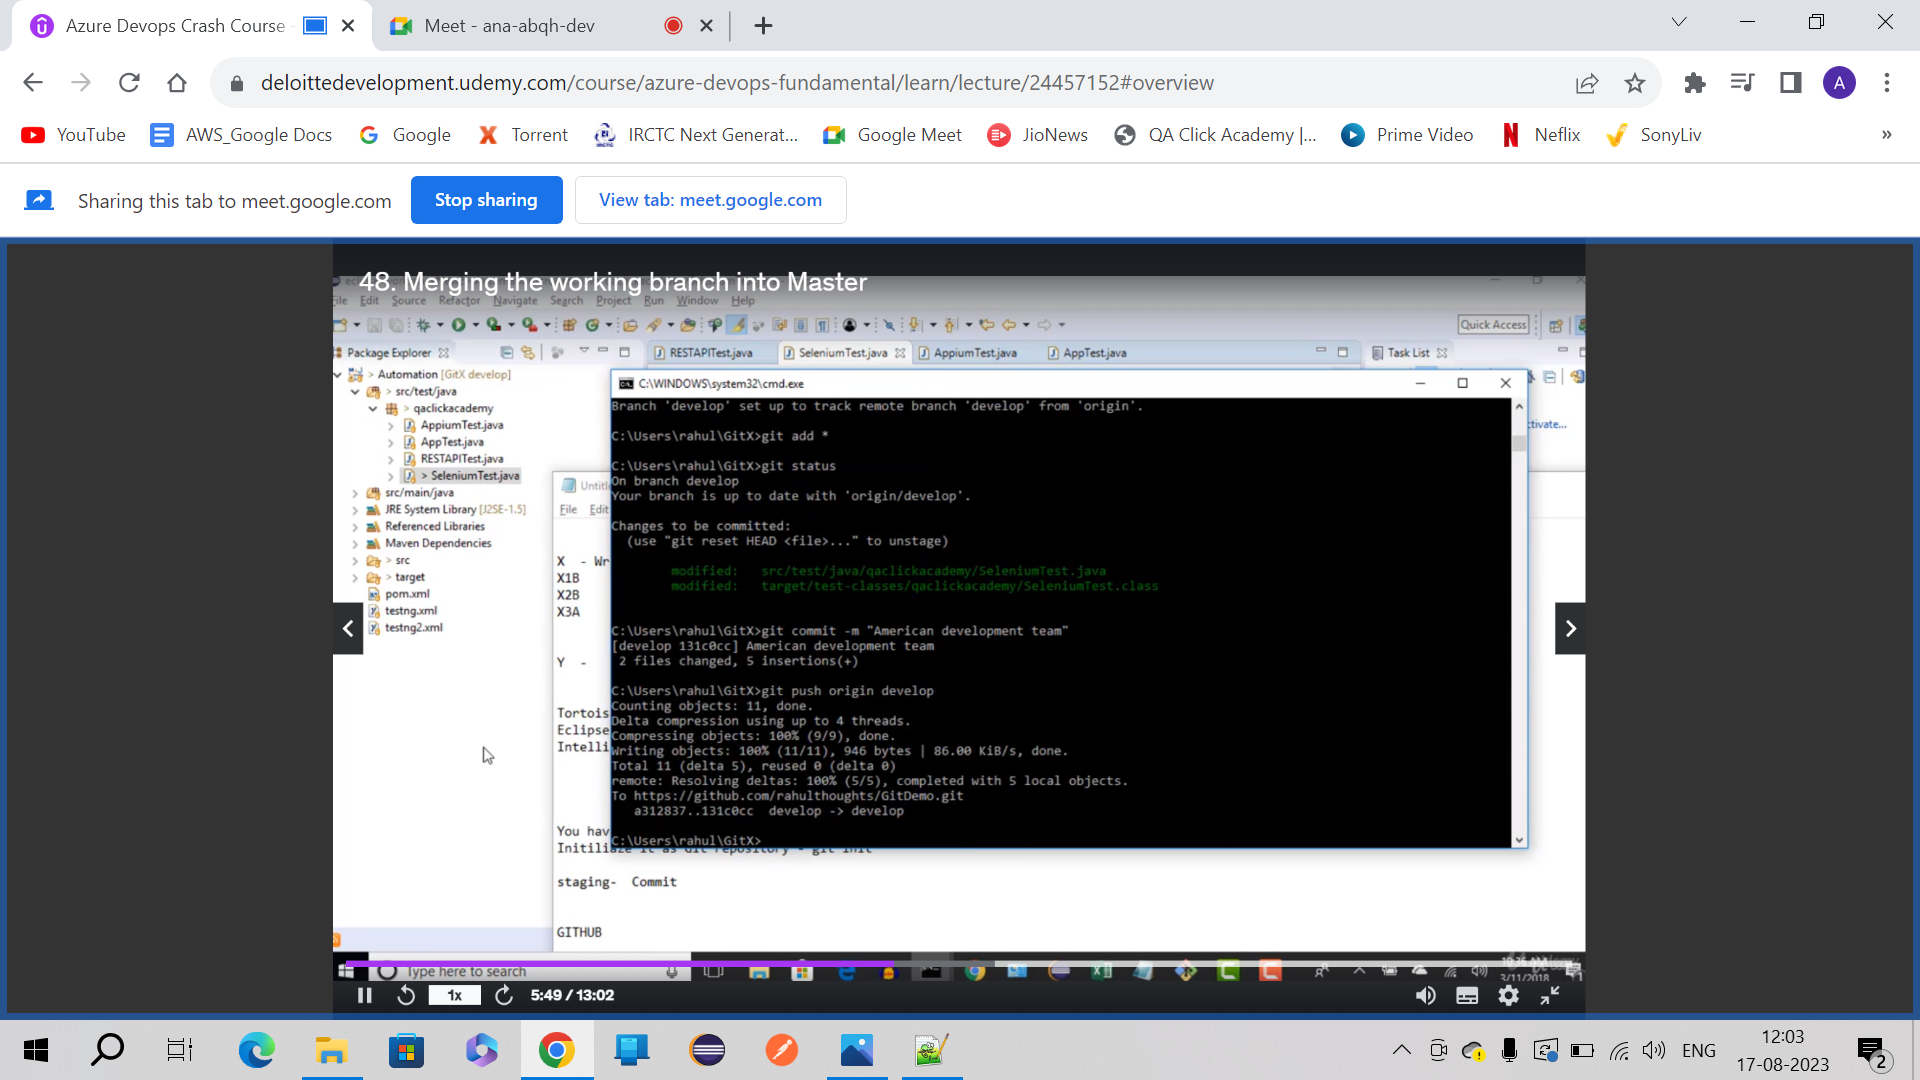 Azure Devops Crash Course
Meet - ana-abqh-dev
deloittedevelopment.udemy.com/course/azure-devops-fundamental/learn/lecture/24457152#overview
A
YouTube
AWS_Google Docs
Google
Torrent
IRCTC Next Generat...
Google Meet
JioNews
QA Click Academy |...
Prime Video
Neflix
SonyLiv
»
Sharing this tab to meet.google.com
Stop sharing
View tab: meet.google.com
48. Merging the working branch into Master
File Edit Source Refactor Navigate Search Project Run Window Help
Quick Access
Package Explorer
RESTAPITest.java
SeleniumTest.java
AppiumTest.java
AppTest.java
Task List
> Automation [GitX develop]
> src/test/java
> qaclickacademy
AppiumTest.java
AppTest.java
RESTAPITest.java
> SeleniumTest.java
src/main/java
JRE System Library [J2SE-1.5]
Referenced Libraries
Maven Dependencies
> src
target
pom.xml
testng.xml
testng2.xml
Untitl
File Edit
X - Wr
X1B
X2B
X3A
Y -
Tortois
Eclipse
Intelli
You hav
staging- Commit
GITHUB
C:\WINDOWS\system32\cmd.exe
Branch 'develop' set up to track remote branch 'develop' from 'origin'.
C:\Users\rahul\GitX>git add *
C:\Users\rahul\GitX>git status
On branch develop
Your branch is up to date with 'origin/develop'.
Changes to be committed:
(use "git reset HEAD <file>..." to unstage)
modified: src/test/java/qaclickacademy/SeleniumTest.java
modified: target/test-classes/qaclickacademy/SeleniumTest.class
C:\Users\rahul\GitX>git commit -m "American development team"
[develop 131c0cc] American development team
2 files changed, 5 insertions(+)
C:\Users\rahul\GitX>git push origin develop
Counting objects: 11, done.
Delta compression using up to 4 threads.
Compressing objects: 100% (9/9), done.
Writing objects: 100% (11/11), 946 bytes | 86.00 KiB/s, done.
Total 11 (delta 5), reused 0 (delta 0)
remote: Resolving deltas: 100% (5/5), completed with 5 local objects.
To https://github.com/rahulthoughts/GitDemo.git
a312837..131c0cc develop -> develop
C:\Users\rahul\GitX>
Initilize it as Git repository - git init
ctivate...
Type here to search
3/11/2018
1x
5:49 / 13:02
ENG
12:03
17-08-2023
2